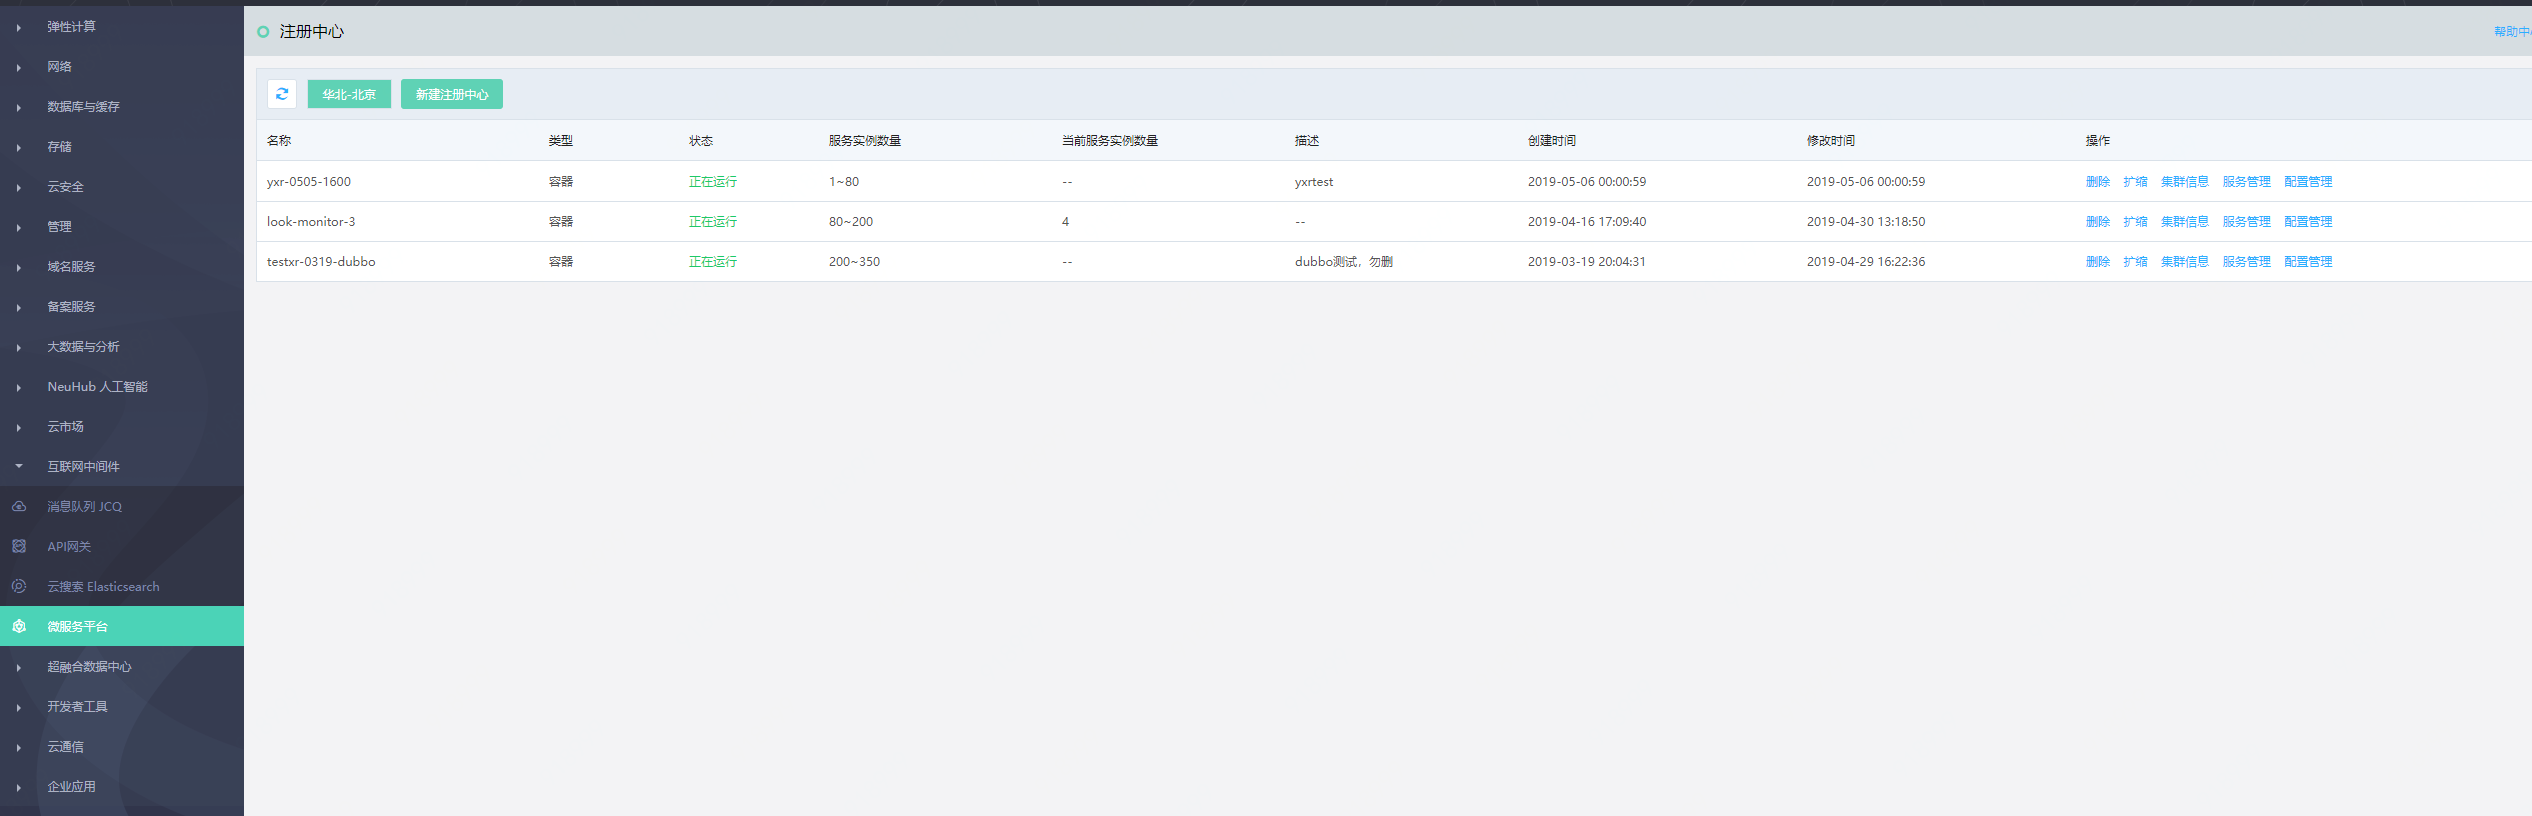 弹性计算
网络
数据库与缓存
存储
云安全
管理
域名服务
备案服务
大数据与分析
NeuHub 人工智能
云市场
互联网中间件
消息队列 JCQ
API网关
云搜索 Elasticsearch
微服务平台
超融合数据中心
开发者工具
云通信
企业应用
注册中心
帮助中
华北-北京 新建注册中心
名称 类型 状态 服务实例数量 当前服务实例数量 描述 创建时间 修改时间 操作
yxr-0505-1600 容器 正在运行 1~80 -- yxrtest 2019-05-06 00:00:59 2019-05-06 00:00:59 删除 扩缩 集群信息 服务管理 配置管理
look-monitor-3 容器 正在运行 80~200 4 -- 2019-04-16 17:09:40 2019-04-30 13:18:50 删除 扩缩 集群信息 服务管理 配置管理
testxr-0319-dubbo 容器 正在运行 200~350 -- dubbo测试，勿删 2019-03-19 20:04:31 2019-04-29 16:22:36 删除 扩缩 集群信息 服务管理 配置管理